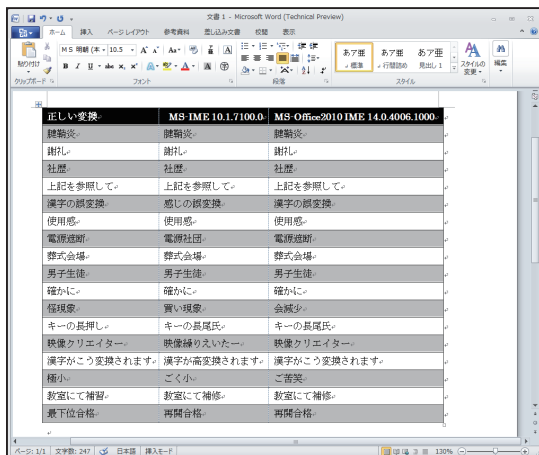 文書 1 - Microsoft Word (Technical Preview)
ホーム 挿入 ページ レイアウト 参考資料 差し込み文書 校閲 表示
ＭＳ 明朝 (本 10.5
貼り付け
あア亜 あア亜 あア亜
標準 行間詰め 見出し 1
スタイルの変更 編集
クリップボード フォント 段落 スタイル
正しい変換 MS-IME 10.1.7100.0 MS-Office2010 IME 14.0.4006.1000
腱鞘炎 腱鞘炎 腱鞘炎
謝礼 謝礼 謝礼
社歴 社歴 社歴
上記を参照して 上記を参照して 上記を参照して
漢字の誤変換 感じの誤変換 漢字の誤変換
使用感 使用感 使用感
電源遮断 電源社団 電源遮断
葬式会場 葬式会場 葬式会場
男子生徒 男子生徒 男子生徒
確かに 確かに 確かに
怪現象 買い現象 会減少
キーの長押し キーの長尾氏 キーの長尾氏
映像クリエイター 映像繰りえいたー 映像クリエイター
漢字がこう変換されます 漢字が高変換されます 漢字がこう変換されます
極小 ごく小 ご苦笑
教室にて補習 教室にて補修 教室にて補修
最下位合格 再開合格 再開合格
ページ: 1/1 文字数: 247 日本語 挿入モード 130%